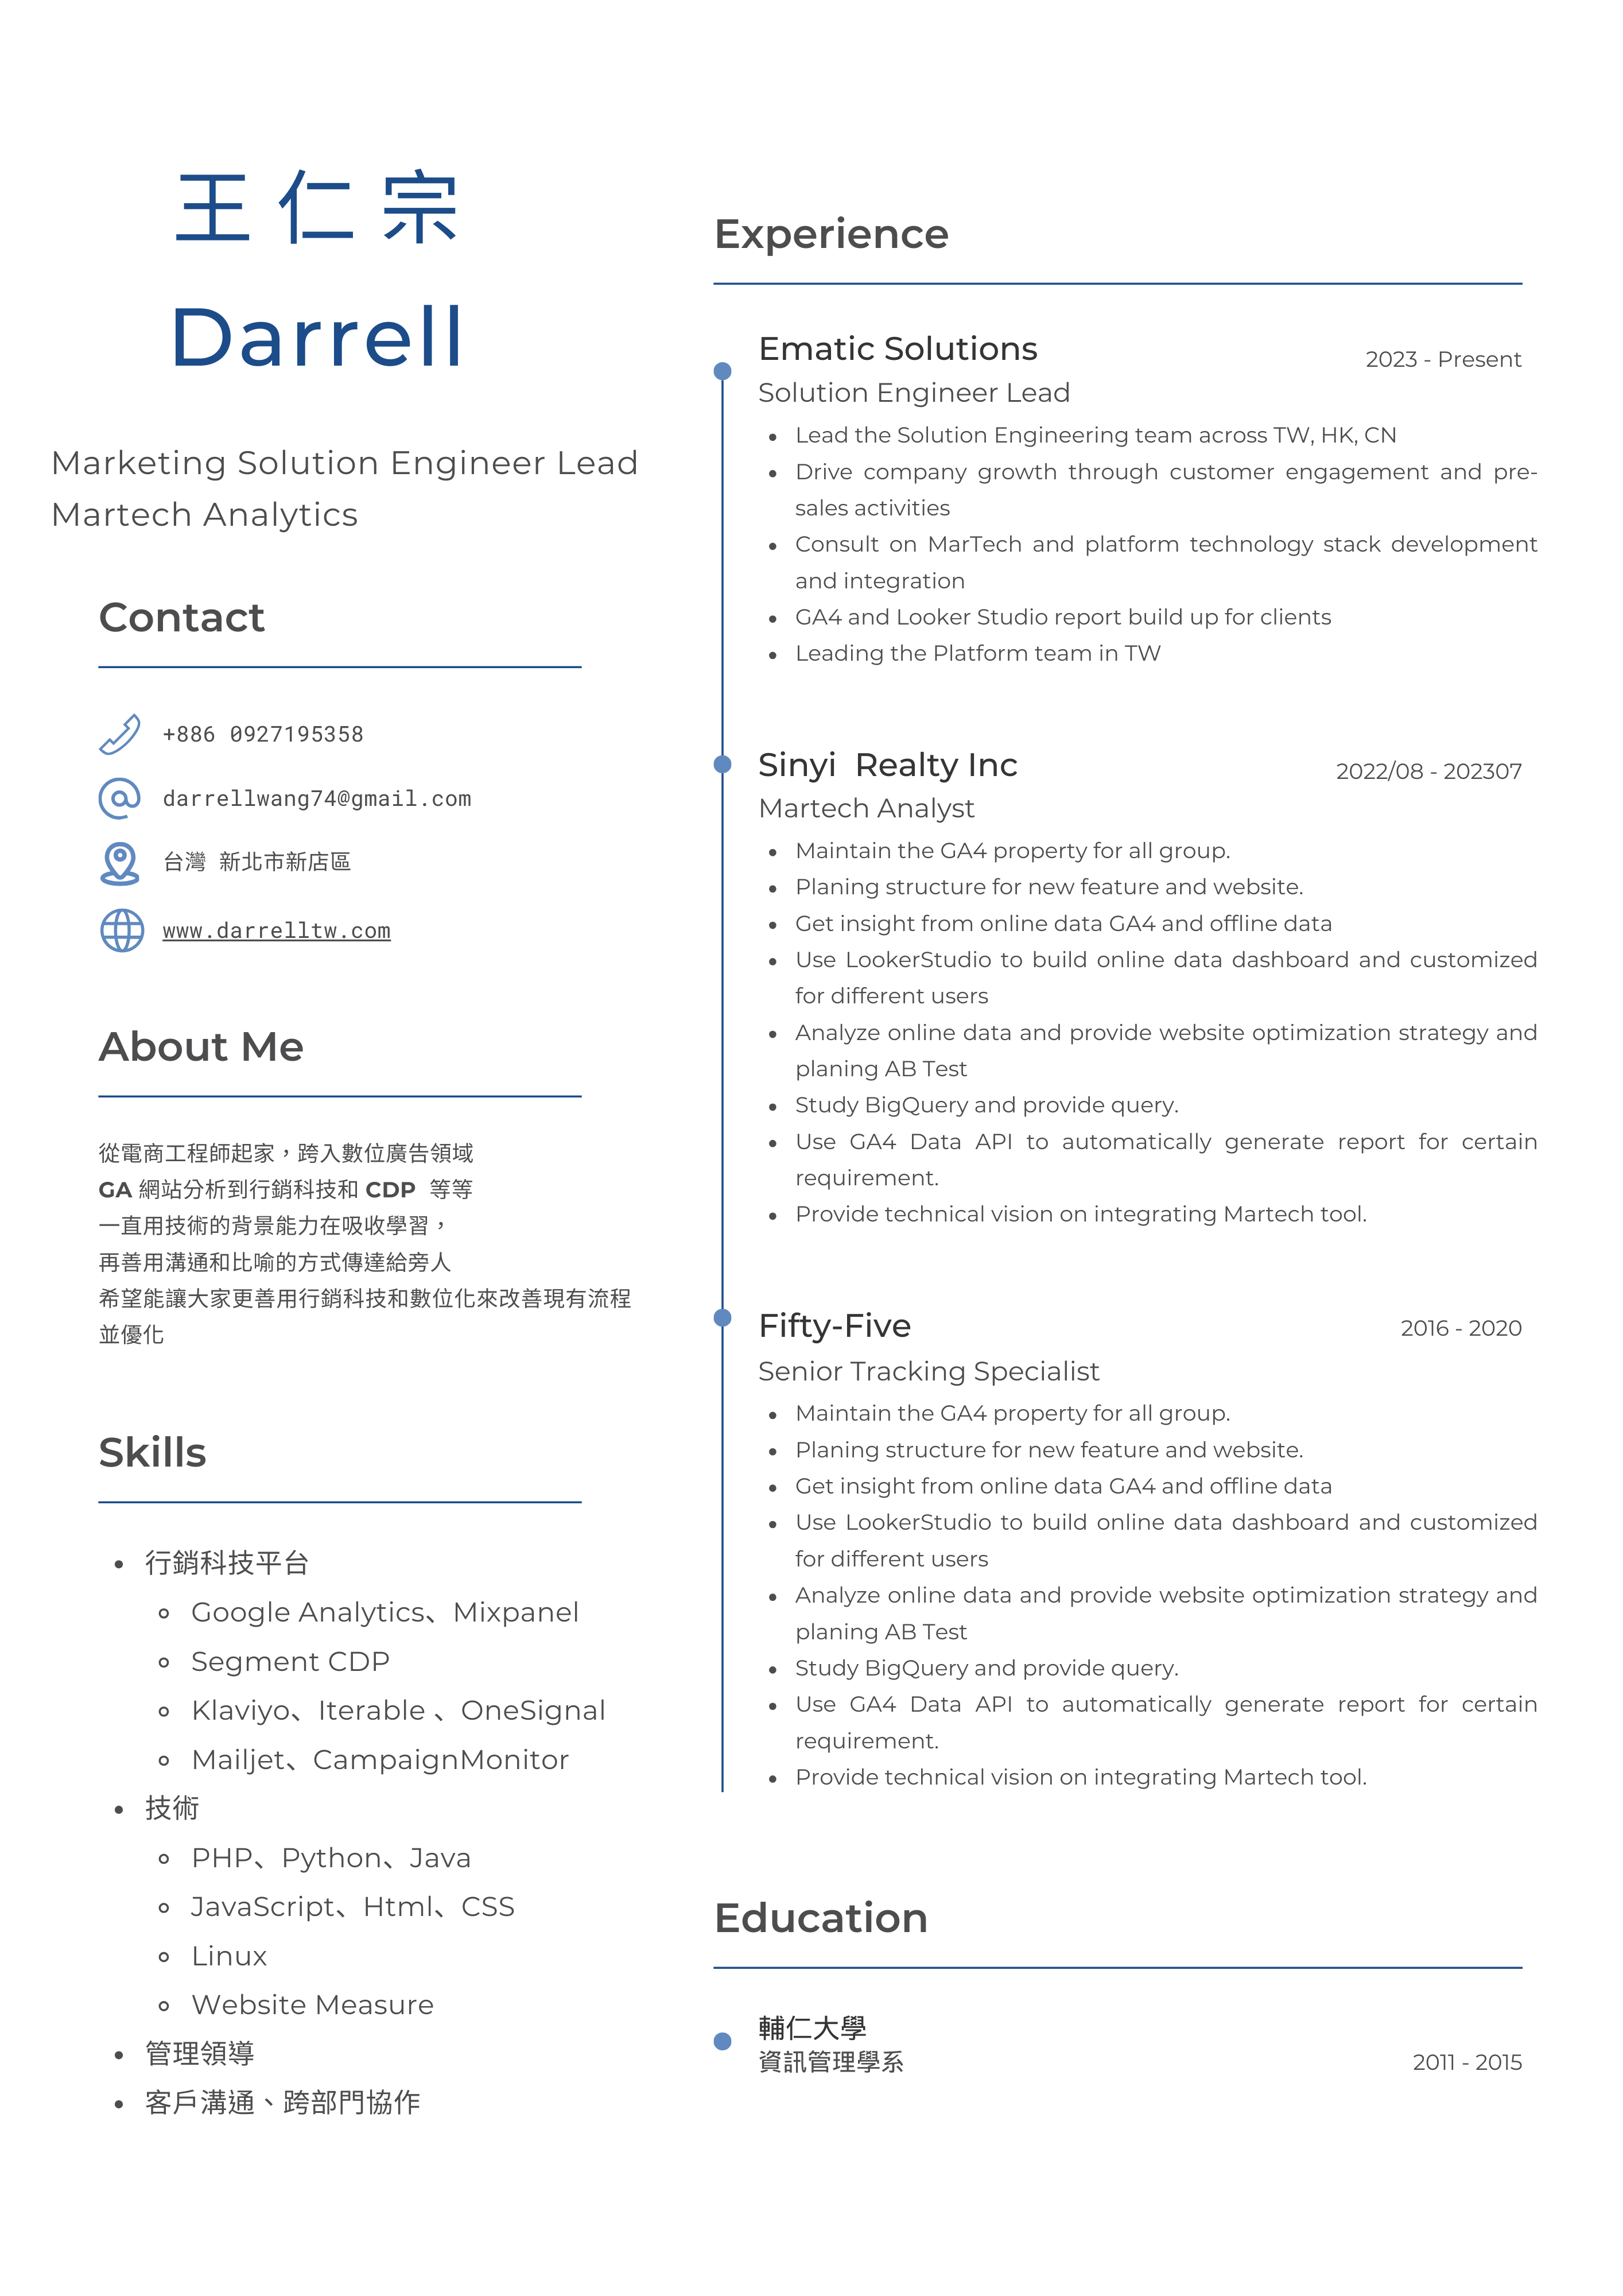 王仁宗
Darrell
Marketing Solution Engineer Lead
Martech Analytics
Contact
+886 0927195358
darrellwang74@gmail.com
台灣 新北市新店區
www.darrelltw.com
About Me
從電商工程師起家，跨入數位廣告領域
GA 網站分析到行銷科技和 CDP 等等
一直用技術的背景能力在吸收學習，
再善用溝通和比喻的方式傳達給旁人
希望能讓大家更善用行銷科技和數位化來改善現有流程
並優化
Skills
行銷科技平台
Google Analytics、Mixpanel
Segment CDP
Klaviyo、Iterable 、OneSignal
Mailjet、CampaignMonitor
技術
PHP、Python、Java
JavaScript、Html、CSS
Linux
Website Measure
管理領導
客戶溝通、跨部門協作
Experience
Ematic Solutions
2023 - Present
Solution Engineer Lead
Lead the Solution Engineering team across TW, HK, CN
Drive company growth through customer engagement and pre-
sales activities
Consult on MarTech and platform technology stack development
and integration
GA4 and Looker Studio report build up for clients
Leading the Platform team in TW
Sinyi Realty Inc
2022/08 - 202307
Martech Analyst
Maintain the GA4 property for all group.
Planing structure for new feature and website.
Get insight from online data GA4 and offline data
Use LookerStudio to build online data dashboard and customized
for different users
Analyze online data and provide website optimization strategy and
planing AB Test
Study BigQuery and provide query.
Use GA4 Data API to automatically generate report for certain
requirement.
Provide technical vision on integrating Martech tool.
Fifty-Five
2016 - 2020
Senior Tracking Specialist
Maintain the GA4 property for all group.
Planing structure for new feature and website.
Get insight from online data GA4 and offline data
Use LookerStudio to build online data dashboard and customized
for different users
Analyze online data and provide website optimization strategy and
planing AB Test
Study BigQuery and provide query.
Use GA4 Data API to automatically generate report for certain
requirement.
Provide technical vision on integrating Martech tool.
Education
輔仁大學
資訊管理學系
2011 - 2015